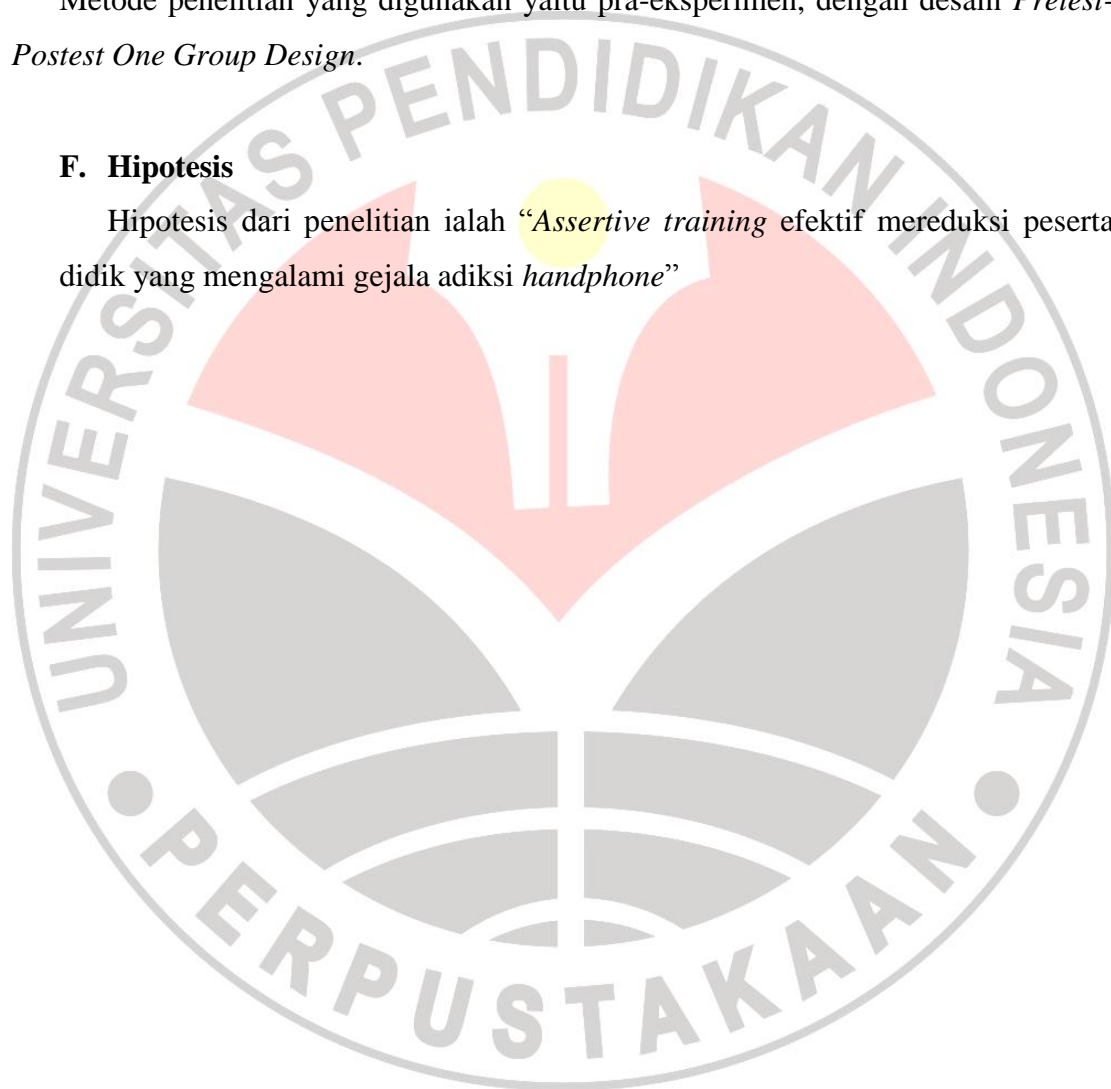 Metode penelitian yang digunakan yaitu pra-eksperimen, dengan desain Pretest-
Postest One Group Design.
F. Hipotesis
Hipotesis dari penelitian ialah “Assertive training efektif mereduksi peserta
didik yang mengalami gejala adiksi handphone”
UNIVERSITAS PENDIDIKAN INDONESIA
PERPUSTAKAAN